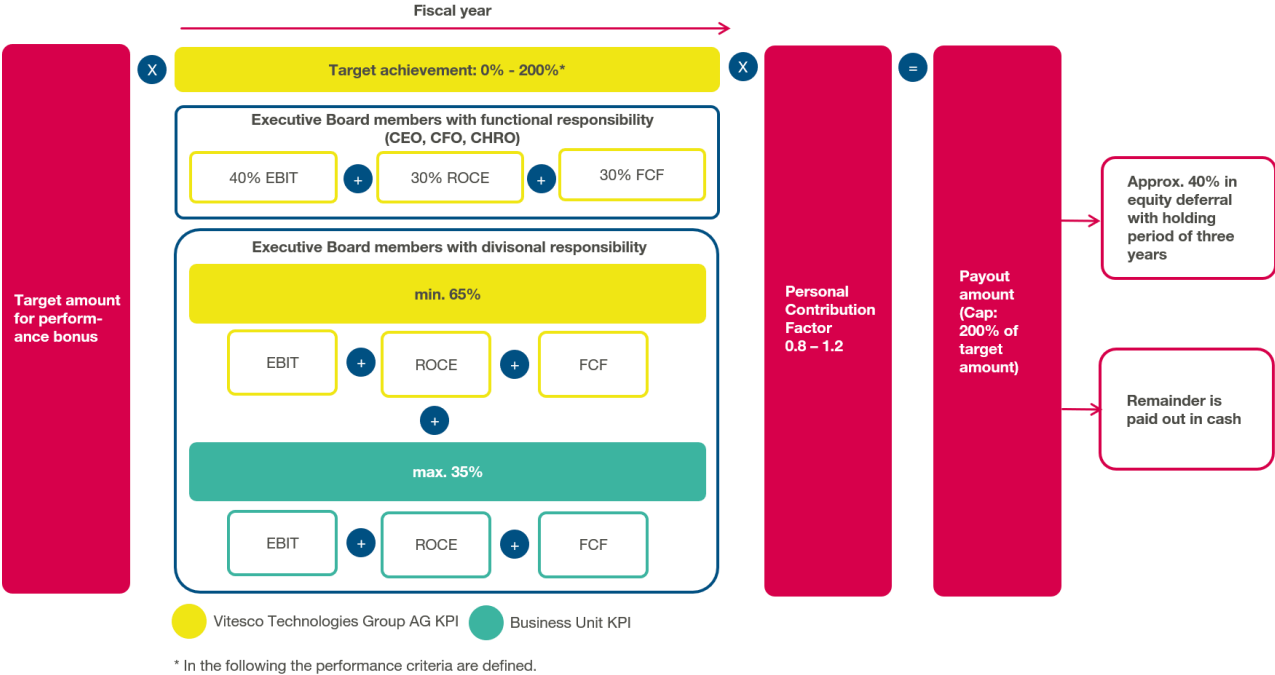 Fiscal year
Target amount
for perform-
ance bonus
X
Target achievement: 0% - 200%*
Executive Board members with functional responsibility
(CEO, CFO, CHRO)
40% EBIT
+
30% ROCE
+
30% FCF
Executive Board members with divisonal responsibility
min. 65%
EBIT
+
ROCE
+
FCF
+
max. 35%
EBIT
+
ROCE
+
FCF
X
Personal
Contribution
Factor
0.8 – 1.2
=
Payout
amount
(Cap:
200% of
target
amount)
Approx. 40% in
equity deferral
with holding
period of three
years
Remainder is
paid out in cash
Vitesco Technologies Group AG KPI
Business Unit KPI
* In the following the performance criteria are defined.